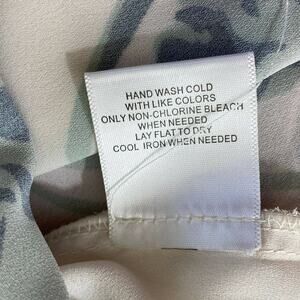 HAND WASH COLD
WITH LIKE COLORS
ONLY NON-CHLORINE BLEACH
WHEN NEEDED
LAY FLAT TO DRY
COOL IRON WHEN NEEDED